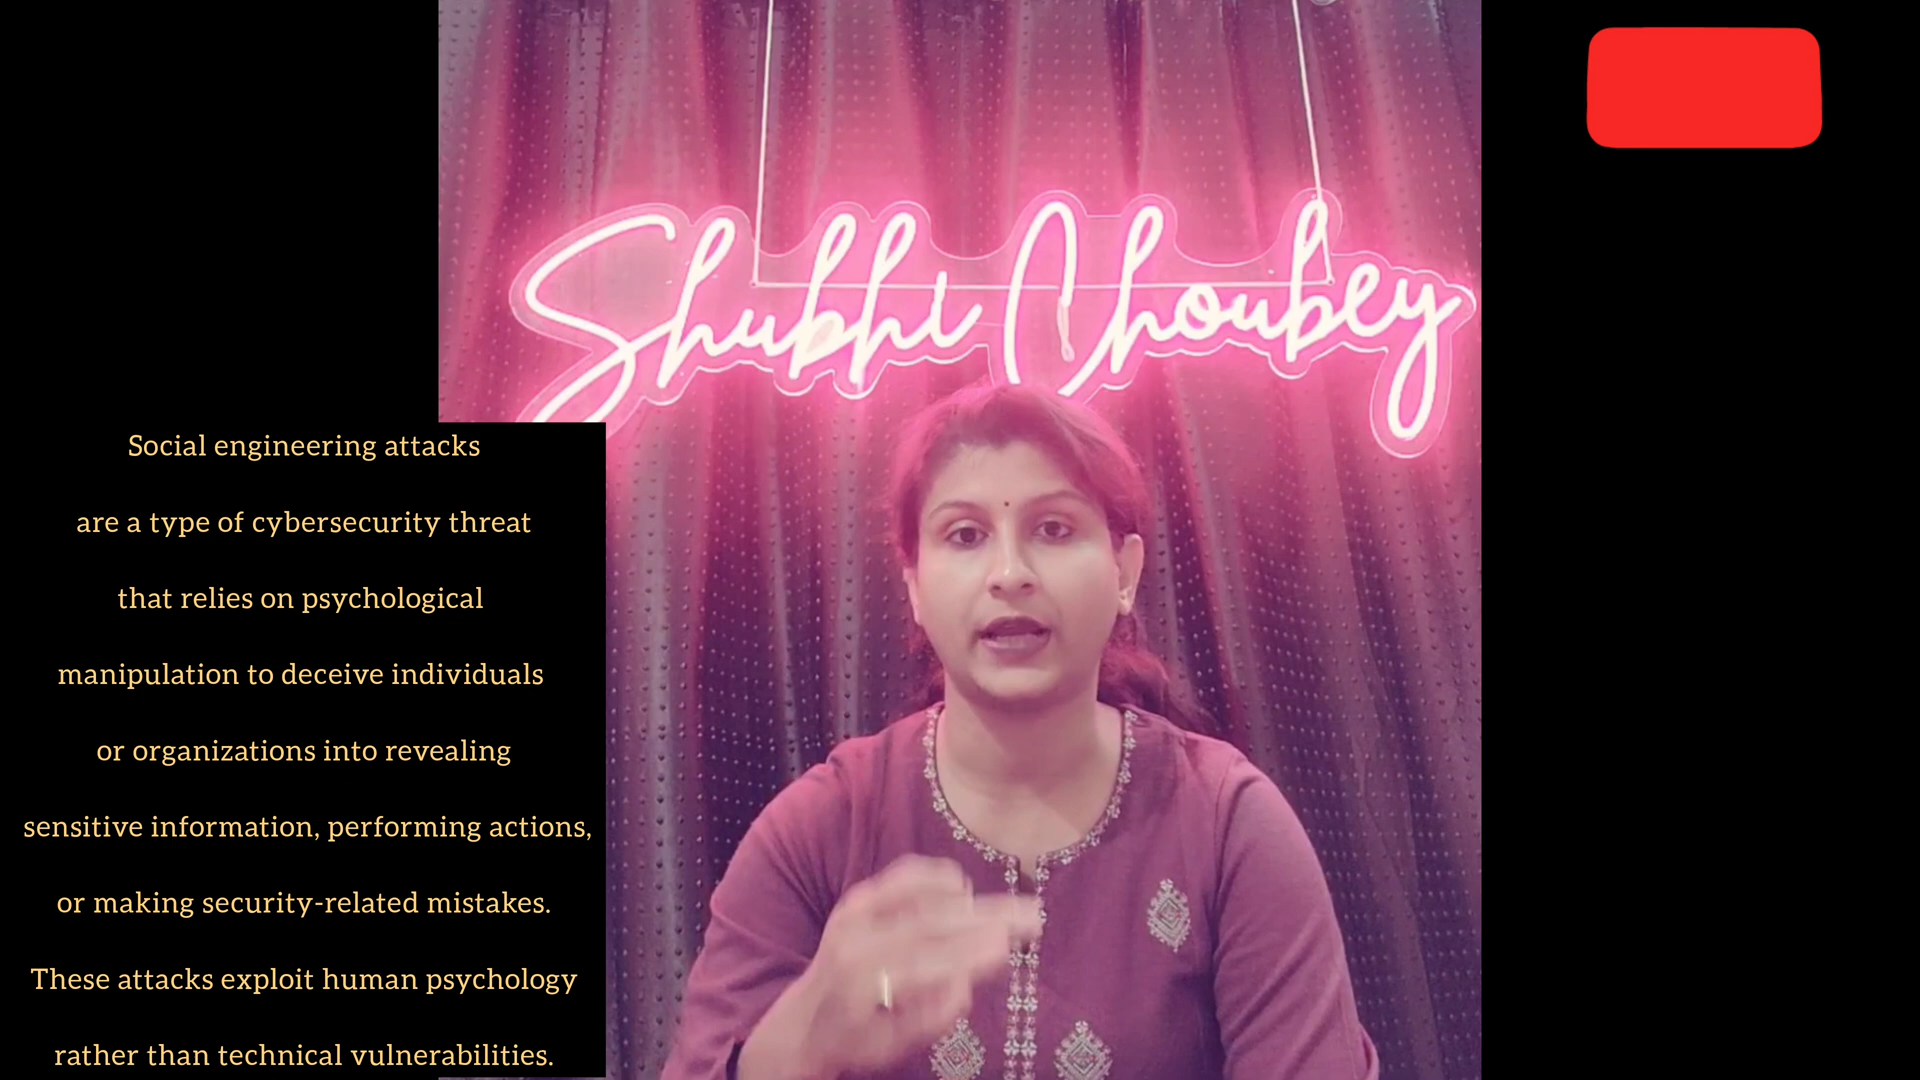 Shubhi Choubey
Social engineering attacks
are a type of cybersecurity threat
that relies on psychological
manipulation to deceive individuals
or organizations into revealing
sensitive information, performing actions,
or making security-related mistakes.
These attacks exploit human psychology
rather than technical vulnerabilities.